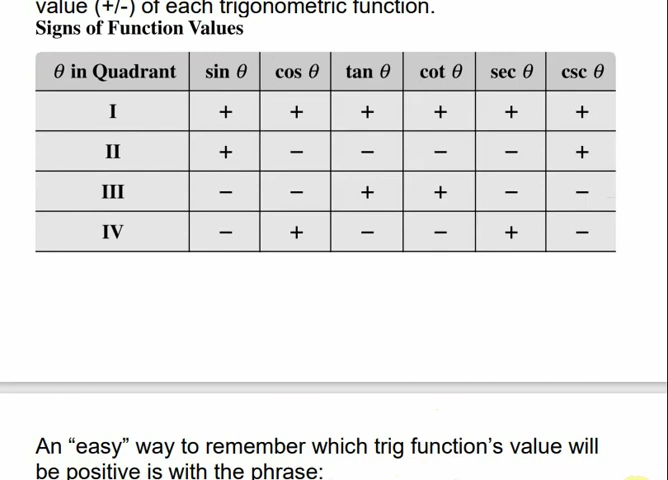 value (+/-) of each trigonometric function.
Signs of Function Values
θ in Quadrant sin θ cos θ tan θ cot θ sec θ csc θ
I + + + + + +
II + − − − − +
III − − + + − −
IV − + − − + −
An “easy” way to remember which trig function’s value will
be positive is with the phrase: